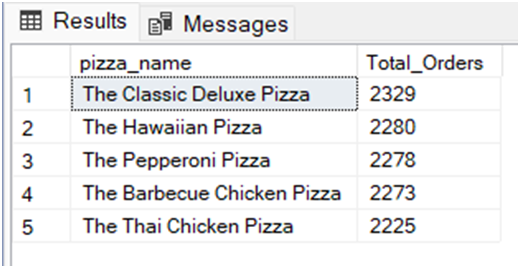 Results Messages
pizza_name Total_Orders
1 The Classic Deluxe Pizza 2329
2 The Hawaiian Pizza 2280
3 The Pepperoni Pizza 2278
4 The Barbecue Chicken Pizza 2273
5 The Thai Chicken Pizza 2225